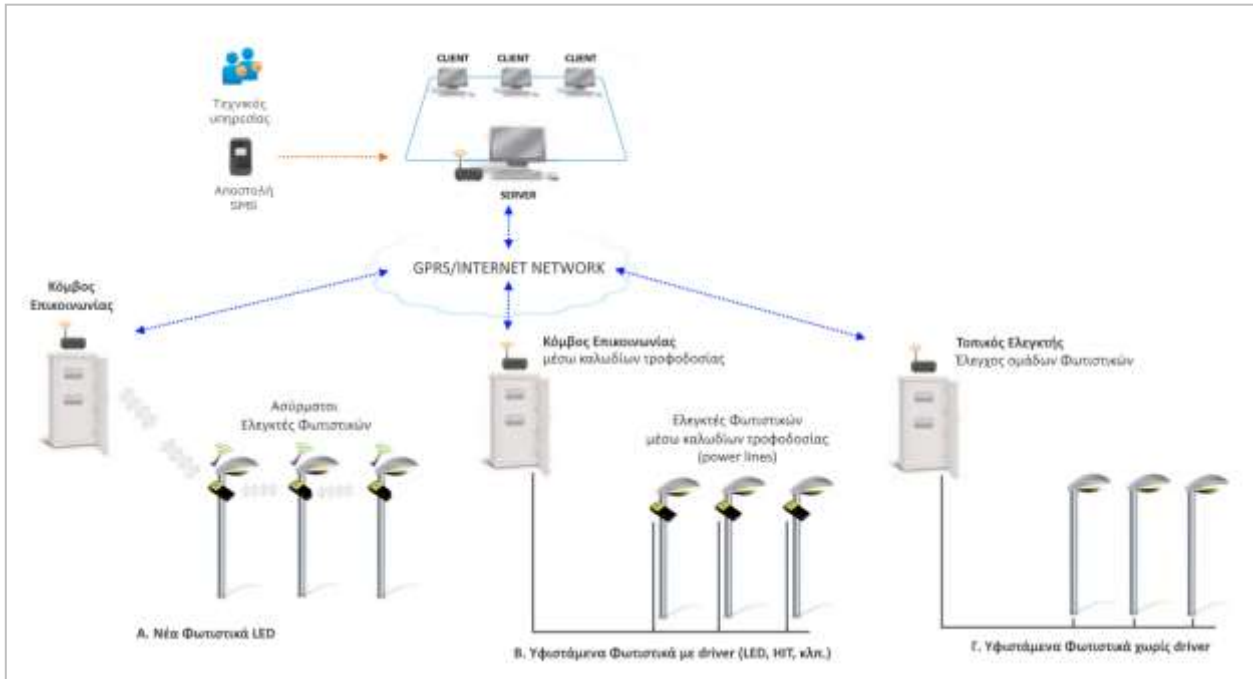 CLIENT CLIENT CLIENT
Τεχνικός
υπηρεσίας
Αποστολή
SMS
SERVER
GPRS/INTERNET NETWORK
Κόμβος
Επικοινωνίας
Κόμβος Επικοινωνίας
μέσω καλωδίων τροφοδοσίας
Τοπικός Ελεγκτής
Έλεγχος ομάδων Φωτιστικών
Ασύρματοι
Ελεγκτές Φωτιστικών
Ελεγκτές Φωτιστικών
μέσω καλωδίων τροφοδοσίας
(power lines)
Α. Νέα Φωτιστικά LED
Β. Υφιστάμενα Φωτιστικά με driver (LED, HIT, κλπ.)
Γ. Υφιστάμενα Φωτιστικά χωρίς driver